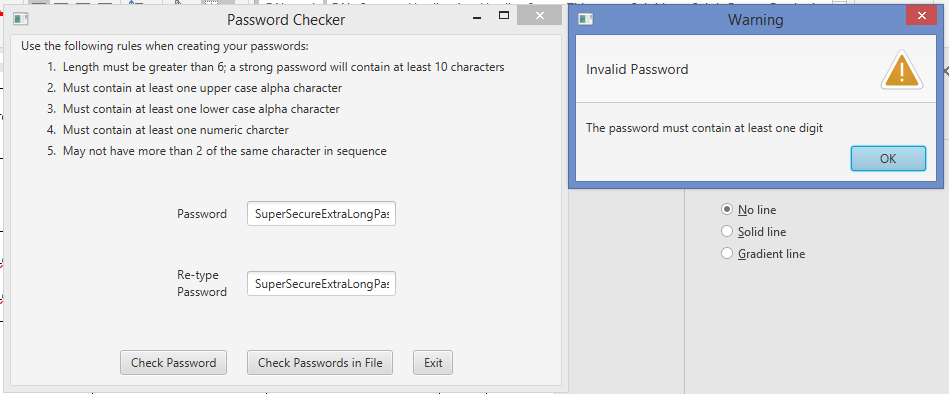 Password Checker
Use the following rules when creating your passwords:
1. Length must be greater than 6; a strong password will contain at least 10 characters
2. Must contain at least one upper case alpha character
3. Must contain at least one lower case alpha character
4. Must contain at least one numeric charcter
5. May not have more than 2 of the same character in sequence
Password SuperSecureExtraLongPas
Re-type
Password SuperSecureExtraLongPas
Check Password Check Passwords in File Exit
Warning
Invalid Password
The password must contain at least one digit
OK
No line
Solid line
Gradient line